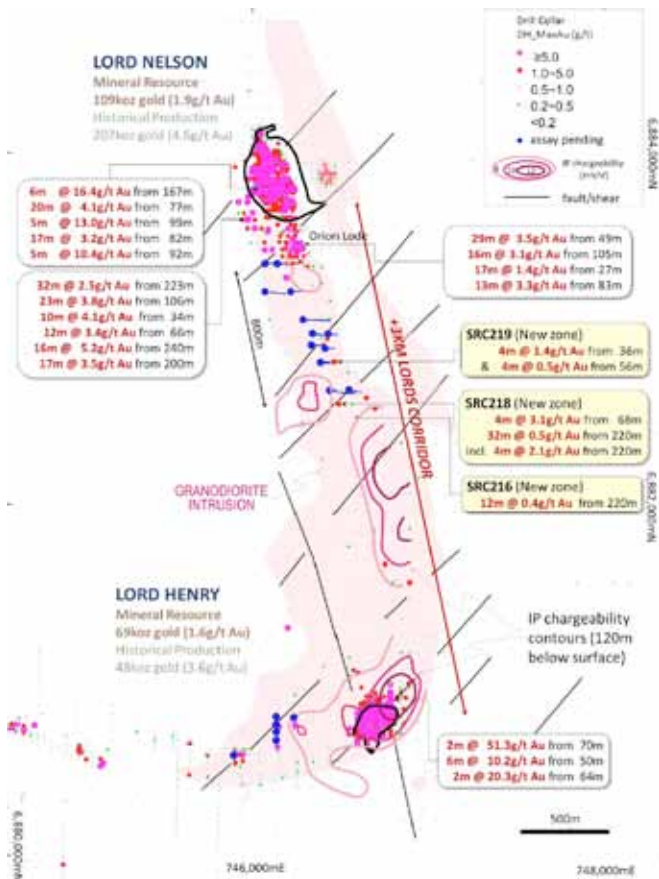 Drill Collar
DH_MaxAu (g/t)
≥5.0
1.0-5.0
0.5-1.0
0.2-0.5
<0.2
assay pending
IP chargeability
(mV/V)
fault/shear
6,884,000mN
LORD NELSON
Mineral Resource
109koz gold (1.9g/t Au)
Historical Production
207koz gold (4.6g/t Au)
6m @ 16.4g/t Au from 167m
20m @ 4.1g/t Au from 77m
5m @ 13.0g/t Au from 99m
17m @ 3.2g/t Au from 82m
5m @ 10.4g/t Au from 92m
Orion Lode
29m @ 3.5g/t Au from 49m
16m @ 3.1g/t Au from 105m
17m @ 1.4g/t Au from 27m
13m @ 3.3g/t Au from 83m
32m @ 2.5g/t Au from 223m
23m @ 3.8g/t Au from 106m
10m @ 4.1g/t Au from 34m
12m @ 3.4g/t Au from 66m
16m @ 5.2g/t Au from 240m
17m @ 3.5g/t Au from 200m
800m
+3KM LORDS CORRIDOR
SRC219 (New zone)
4m @ 1.4g/t Au from 36m
& 4m @ 0.5g/t Au from 56m
SRC218 (New zone)
4m @ 3.1g/t Au from 68m
32m @ 0.5g/t Au from 220m
incl. 4m @ 2.1g/t Au from 220m
SRC216 (New zone)
12m @ 0.4g/t Au from 220m
6,882,000mN
GRANODIORITE
INTRUSION
LORD HENRY
Mineral Resource
69koz gold (1.6g/t Au)
Historical Production
48koz gold (3.6g/t Au)
IP chargeability
contours (120m
below surface)
2m @ 51.3g/t Au from 70m
6m @ 10.2g/t Au from 50m
2m @ 20.3g/t Au from 64m
500m
6,880,000mN
746,000mE
748,000mE